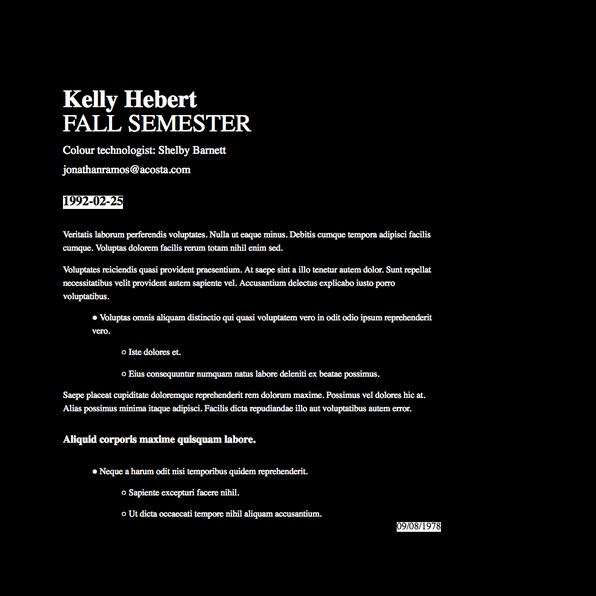 Kelly Hebert
FALL SEMESTER
Colour technologist: Shelby Barnett
jonathanramos@acosta.com
1992-02-25
Veritatis laborum perferendis voluptates. Nulla ut eaque minus. Debitis cumque tempora adipisci facilis
cumque. Voluptas dolorem facilis rerum totam nihil enim sed.
Voluptates reiciendis quasi provident praesentium. At saepe sint a illo tenetur autem dolor. Sunt repellat
necessitatibus velit provident autem sapiente vel. Accusantium delectus explicabo iusto porro
voluptatibus.
● Voluptas omnis aliquam distinctio qui quasi voluptatem vero in odit odio ipsum reprehenderit
vero.
○ Iste dolores et.
○ Eius consequuntur numquam natus labore deleniti ex beatae possimus.
Saepe placeat cupiditate doloremque reprehenderit rem dolorum maxime. Possimus vel dolores hic at.
Alias possimus minima itaque adipisci. Facilis dicta repudiandae illo aut voluptatibus autem error.
Aliquid corporis maxime quisquam labore.
● Neque a harum odit nisi temporibus quidem reprehenderit.
○ Sapiente excepturi facere nihil.
○ Ut dicta occaecati tempore nihil aliquam accusantium.
09/08/1978